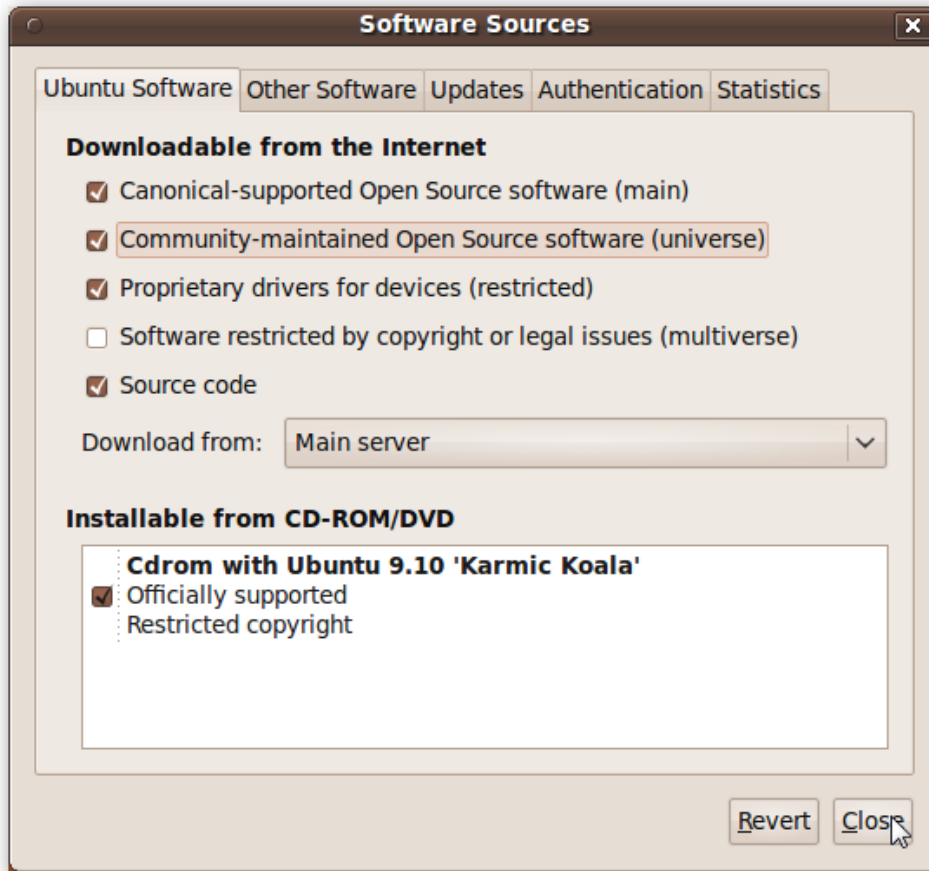 Software Sources
Ubuntu Software Other Software Updates Authentication Statistics
Downloadable from the Internet
Canonical-supported Open Source software (main)
Community-maintained Open Source software (universe)
Proprietary drivers for devices (restricted)
Software restricted by copyright or legal issues (multiverse)
Source code
Download from: Main server
Installable from CD-ROM/DVD
Cdrom with Ubuntu 9.10 'Karmic Koala'
Officially supported
Restricted copyright
Revert Close